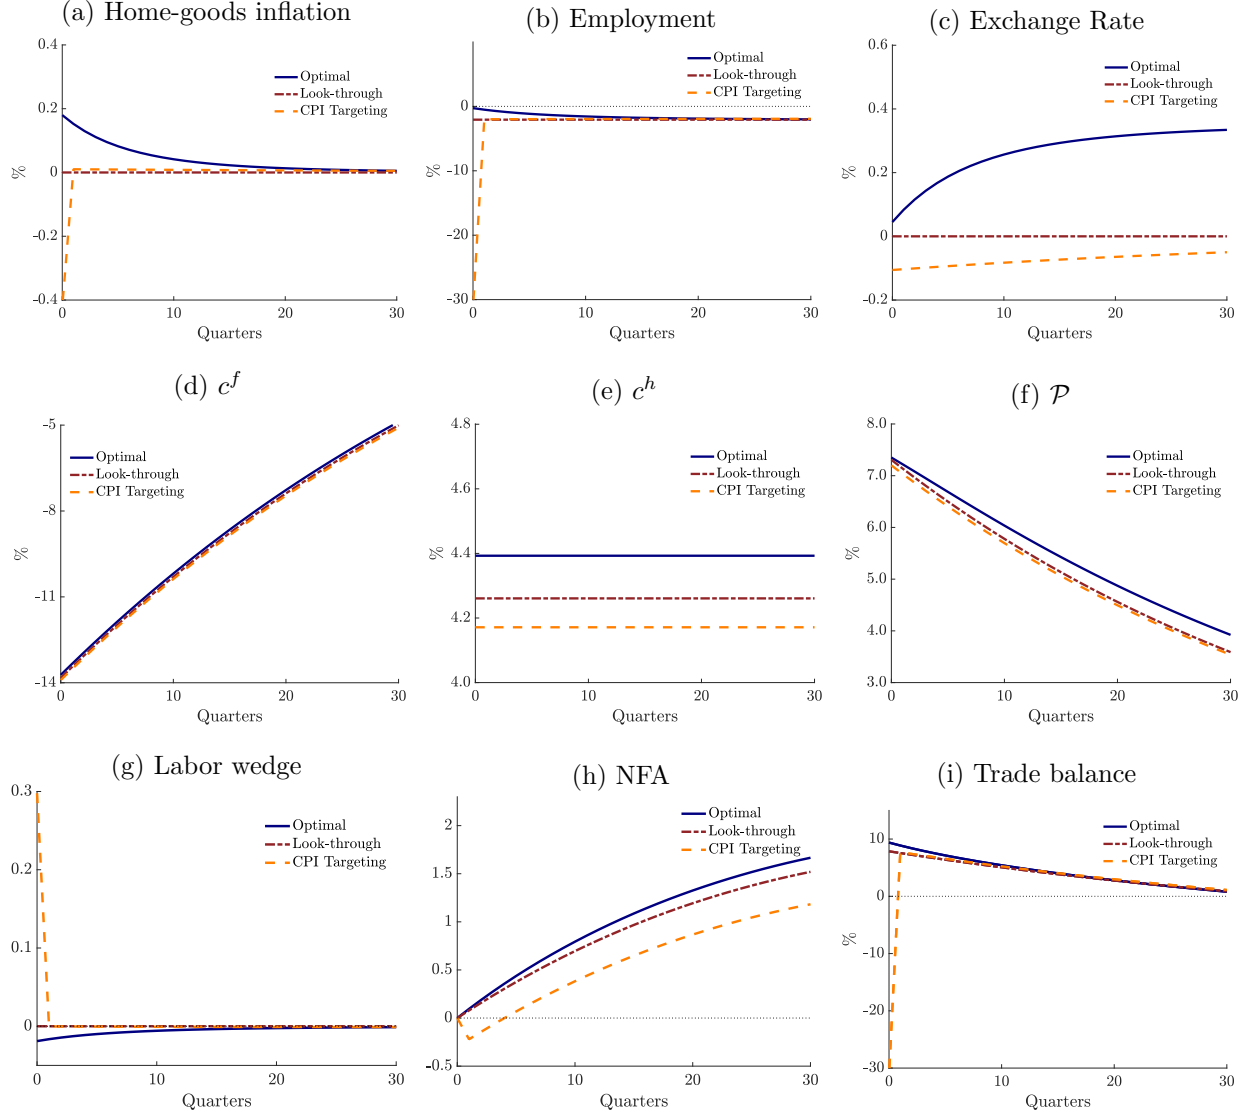 (a) Home-goods inflation
0.4
0.2
0
-0.2
-0.4
%
0 10 20 30
Quarters
Optimal
Look-through
CPI Targeting
(b) Employment
0
-10
-20
-30
%
0 10 20 30
Quarters
Optimal
Look-through
CPI Targeting
(c) Exchange Rate
0.6
0.4
0.2
0
-0.2
%
0 10 20 30
Quarters
Optimal
Look-through
CPI Targeting
(d) c^f
-5
-8
-11
-14
%
0 10 20 30
Quarters
Optimal
Look-through
CPI Targeting
(e) c^h
4.8
4.6
4.4
4.2
4.0
%
0 10 20 30
Quarters
Optimal
Look-through
CPI Targeting
(f) 𝒫
8.0
7.0
6.0
5.0
4.0
3.0
%
0 10 20 30
Quarters
Optimal
Look-through
CPI Targeting
(g) Labor wedge
0.3
0.2
0.1
0
0 10 20 30
Quarters
Optimal
Look-through
CPI Targeting
(h) NFA
2
1.5
1
0.5
0
-0.5
0 10 20 30
Quarters
Optimal
Look-through
CPI Targeting
(i) Trade balance
10
0
-10
-20
-30
%
0 10 20 30
Quarters
Optimal
Look-through
CPI Targeting